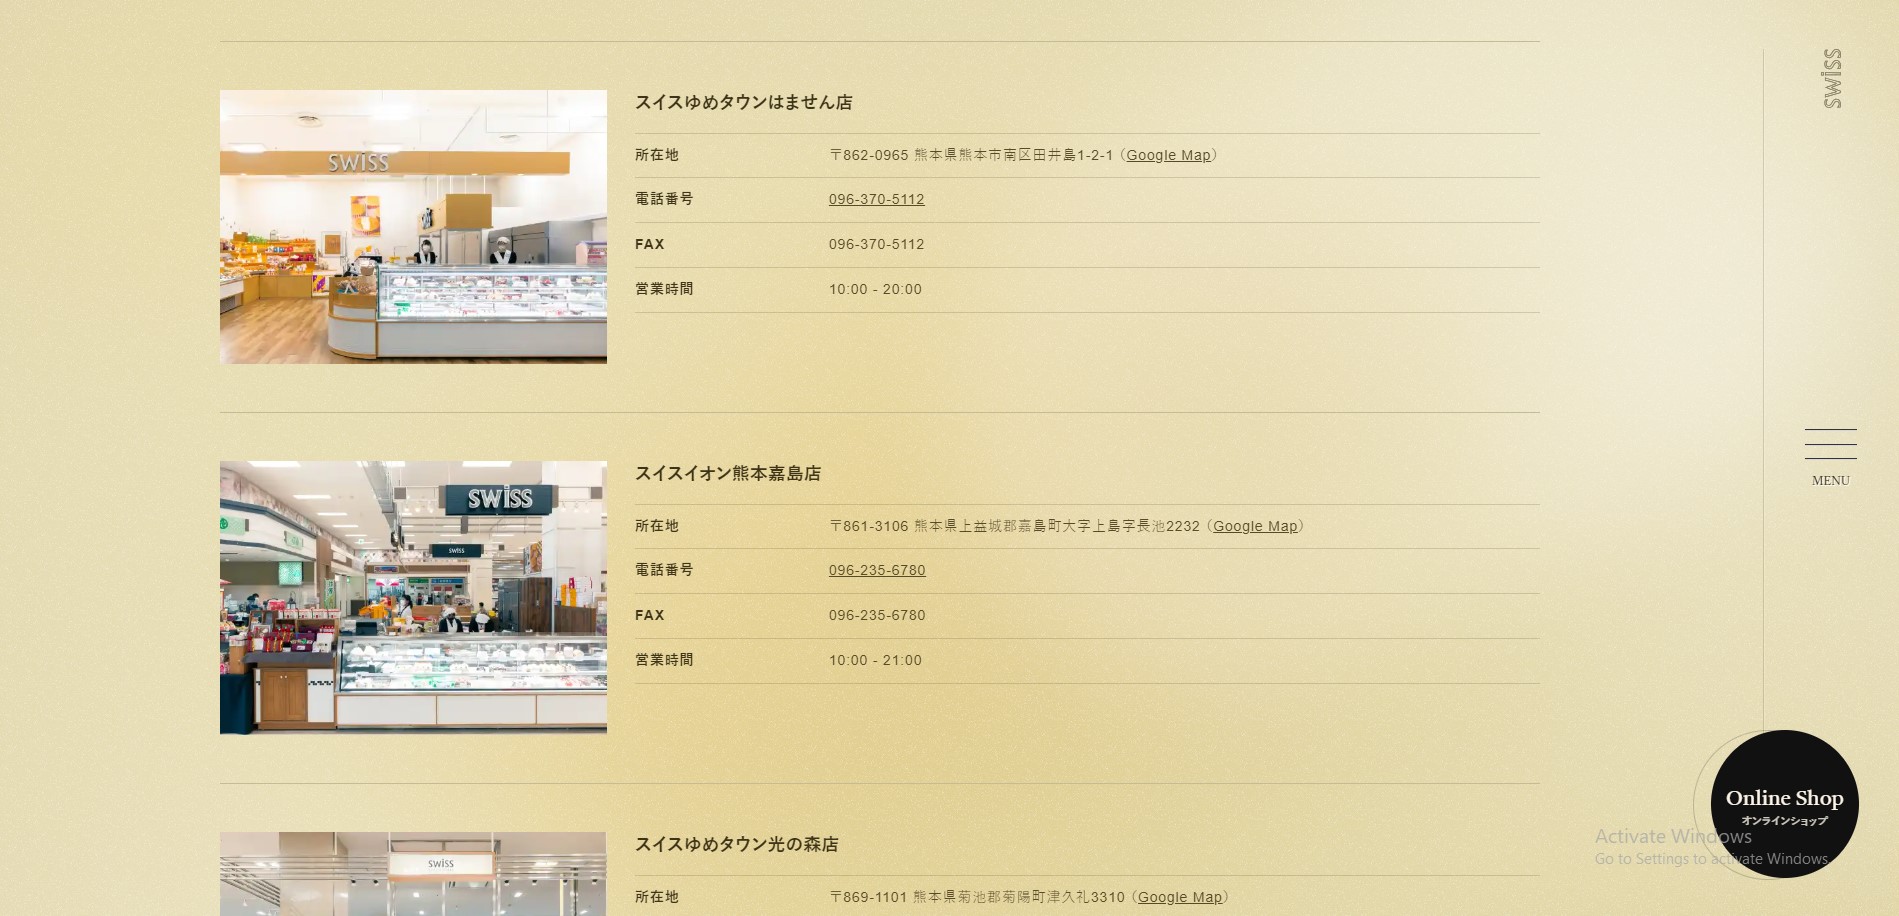 swiss
スイスゆめタウンはません店
所在地 〒862-0965 熊本県熊本市南区田井島1-2-1（Google Map）
電話番号 096-370-5112
FAX 096-370-5112
営業時間 10:00 - 20:00
SWISS
スイスイオン熊本嘉島店
所在地 〒861-3106 熊本県上益城郡嘉島町大字上島字長池2232（Google Map）
電話番号 096-235-6780
FAX 096-235-6780
営業時間 10:00 - 21:00
SWISS
swiss
スイスゆめタウン光の森店
所在地 〒869-1101 熊本県菊池郡菊陽町津久礼3310（Google Map）
swiss
MENU
Online Shop
オンラインショップ
Activate Windows
Go to Settings to activate Windows.